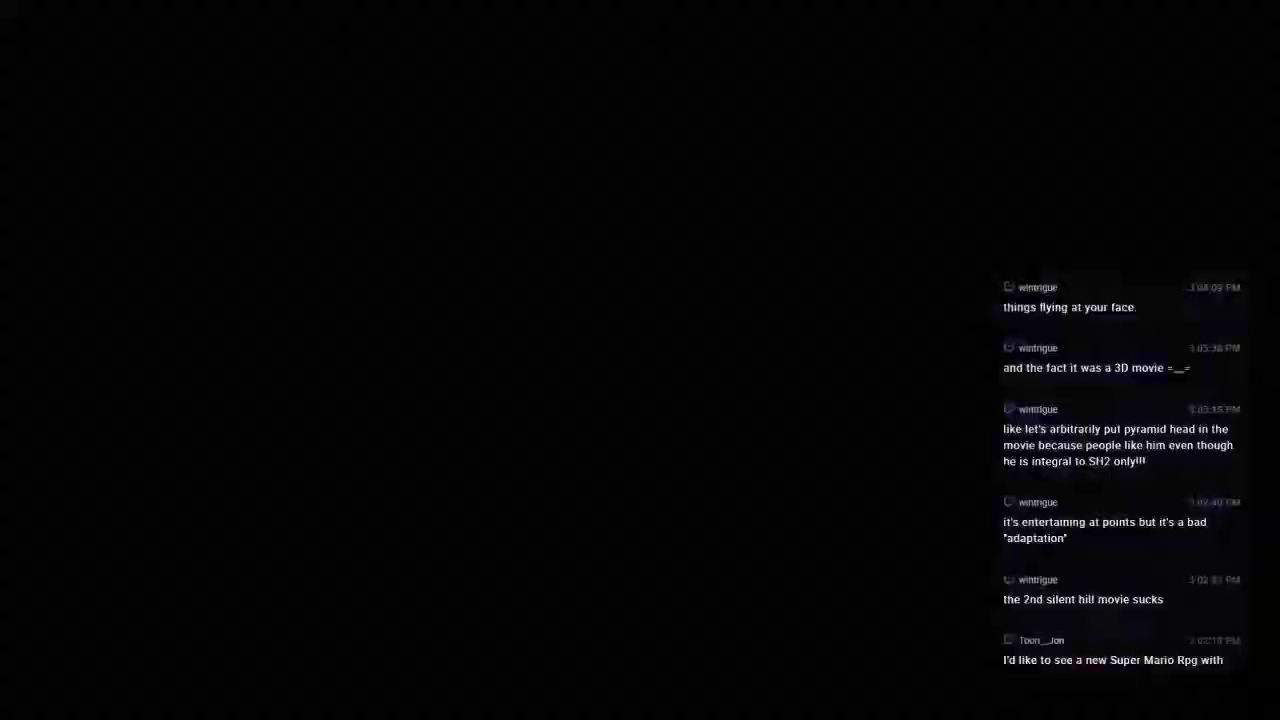 wintrigue
things flying at your face.
wintrigue
and the fact it was a 3D movie =__=
wintrigue
like let's arbitrarily put pyramid head in the
movie because people like him even though
he is integral to SH2 only!!!
wintrigue
it's entertaining at points but it's a bad
"adaptation"
wintrigue
the 2nd silent hill movie sucks
Toon__Jon
I'd like to see a new Super Mario Rpg with